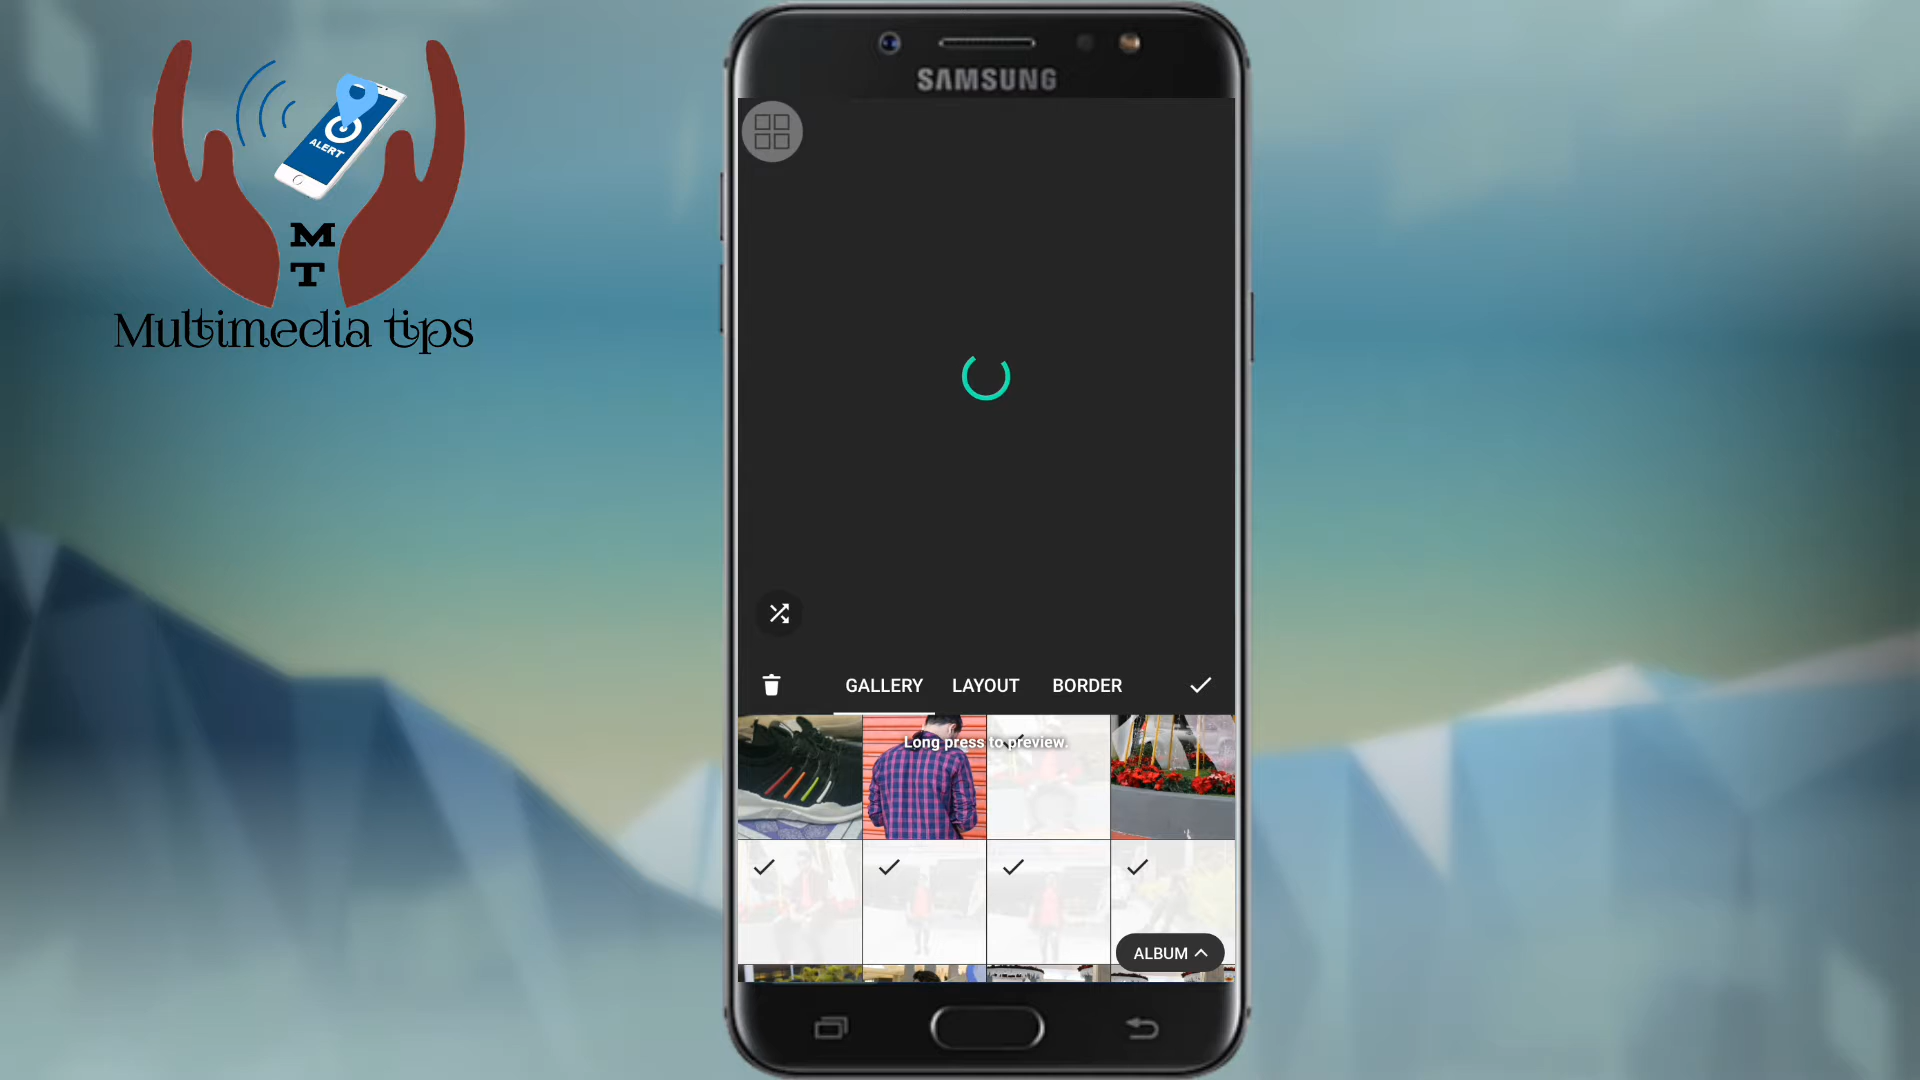 ALERT
M
T
Multimedia tips
SAMSUNG
GALLERY LAYOUT BORDER
Long press to preview.
ALBUM